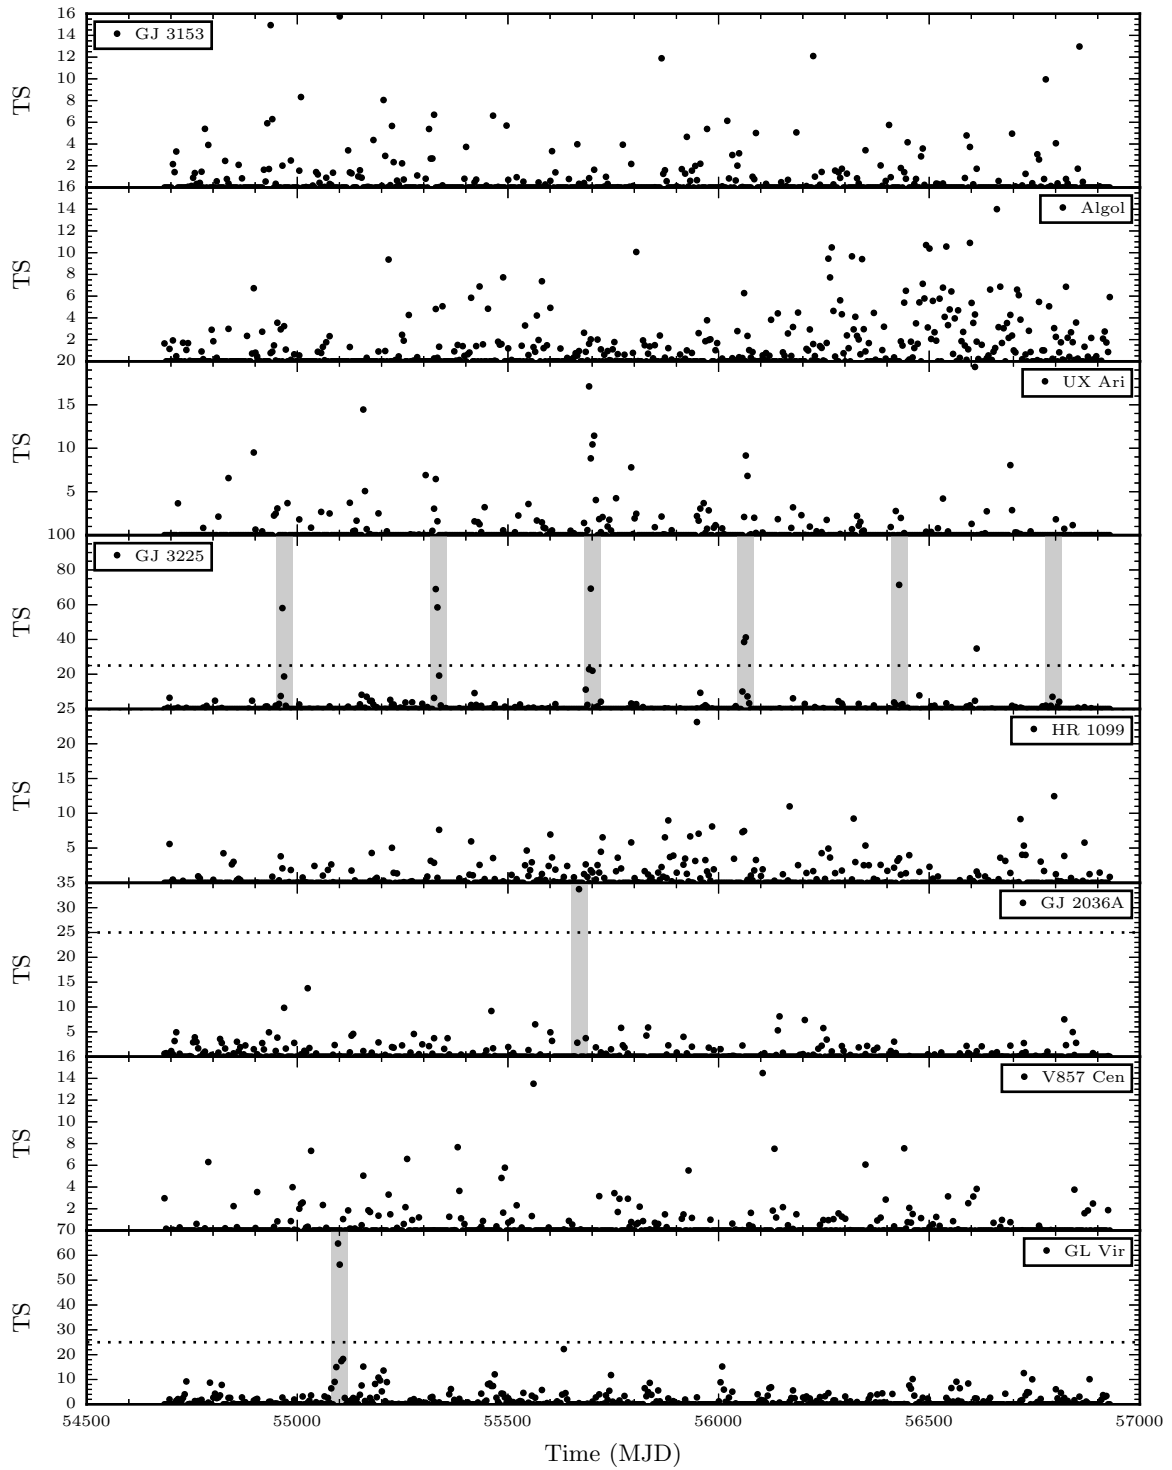 16
14
12
10
8
6
4
2
TS
GJ 3153
16
14
12
10
8
6
4
2
TS
Algol
20
15
10
5
TS
UX Ari
100
80
60
40
20
TS
GJ 3225
25
20
15
10
5
TS
HR 1099
35
30
25
20
15
10
5
TS
GJ 2036A
16
14
12
10
8
6
4
2
TS
V857 Cen
70
60
50
40
30
20
10
0
TS
GL Vir
54500 55000 55500 56000 56500 57000
Time (MJD)